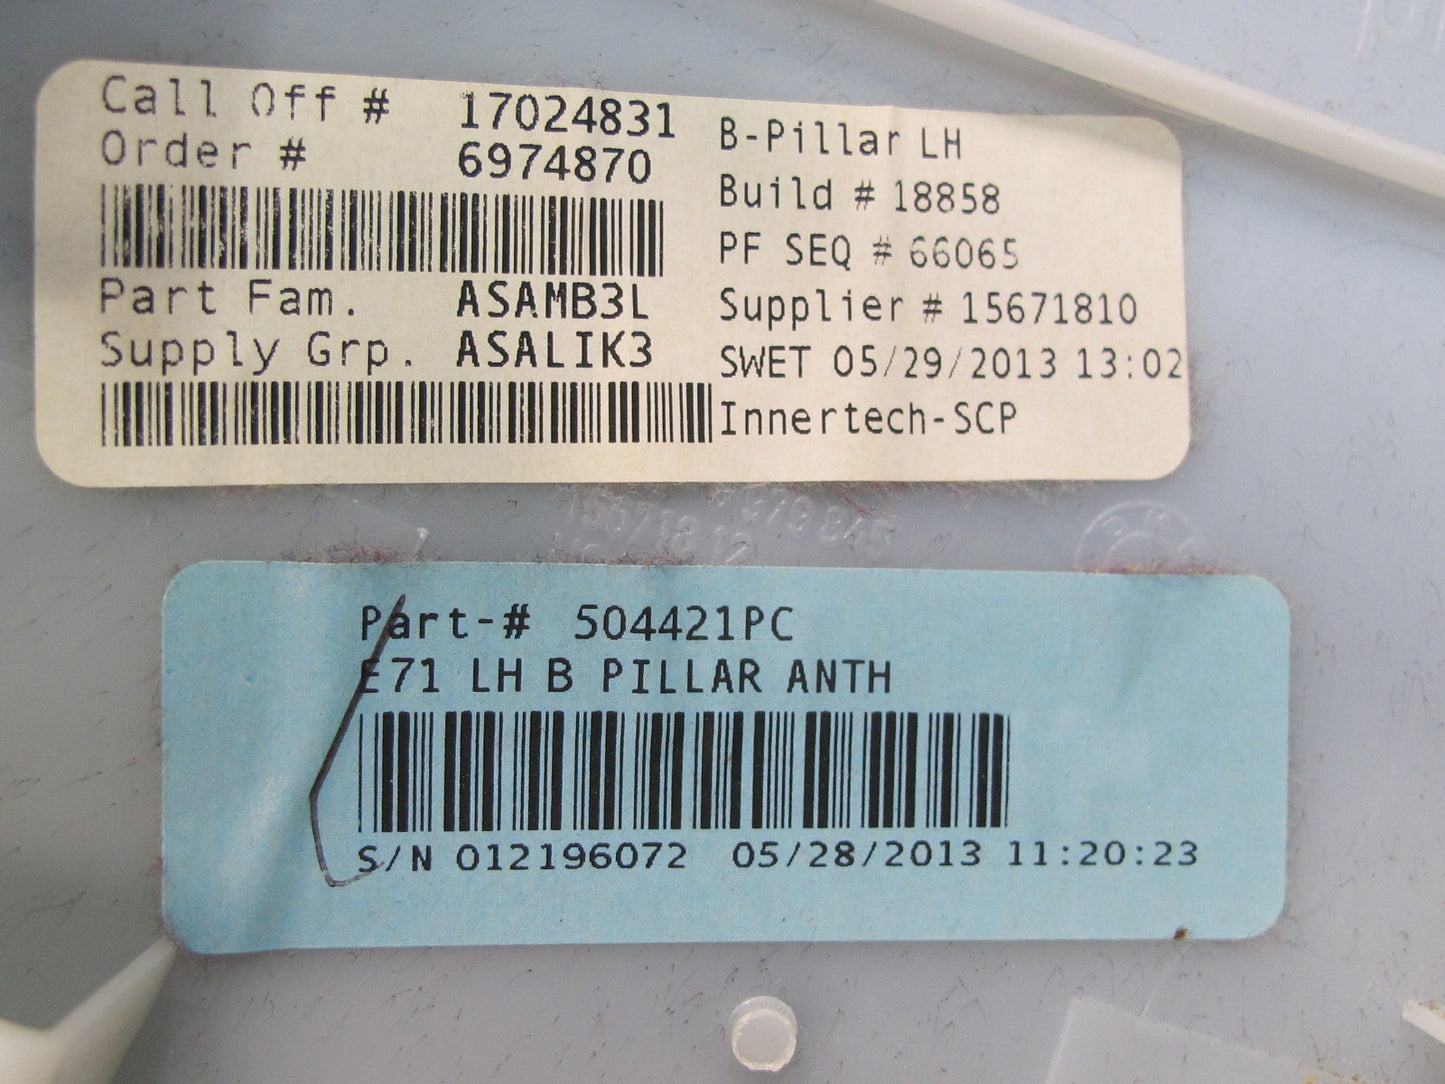 Call Off # 17024831
Order # 6974870
Part Fam. ASAMB3L
Supply Grp. ASALIK3
B-Pillar LH
Build # 18858
PF SEQ # 66065
Supplier # 15671810
SWET 05/29/2013 13:02
Innertech-SCP
Part-# 504421PC
E71 LH B PILLAR ANTH
S/N 012196072 05/28/2013 11:20:23